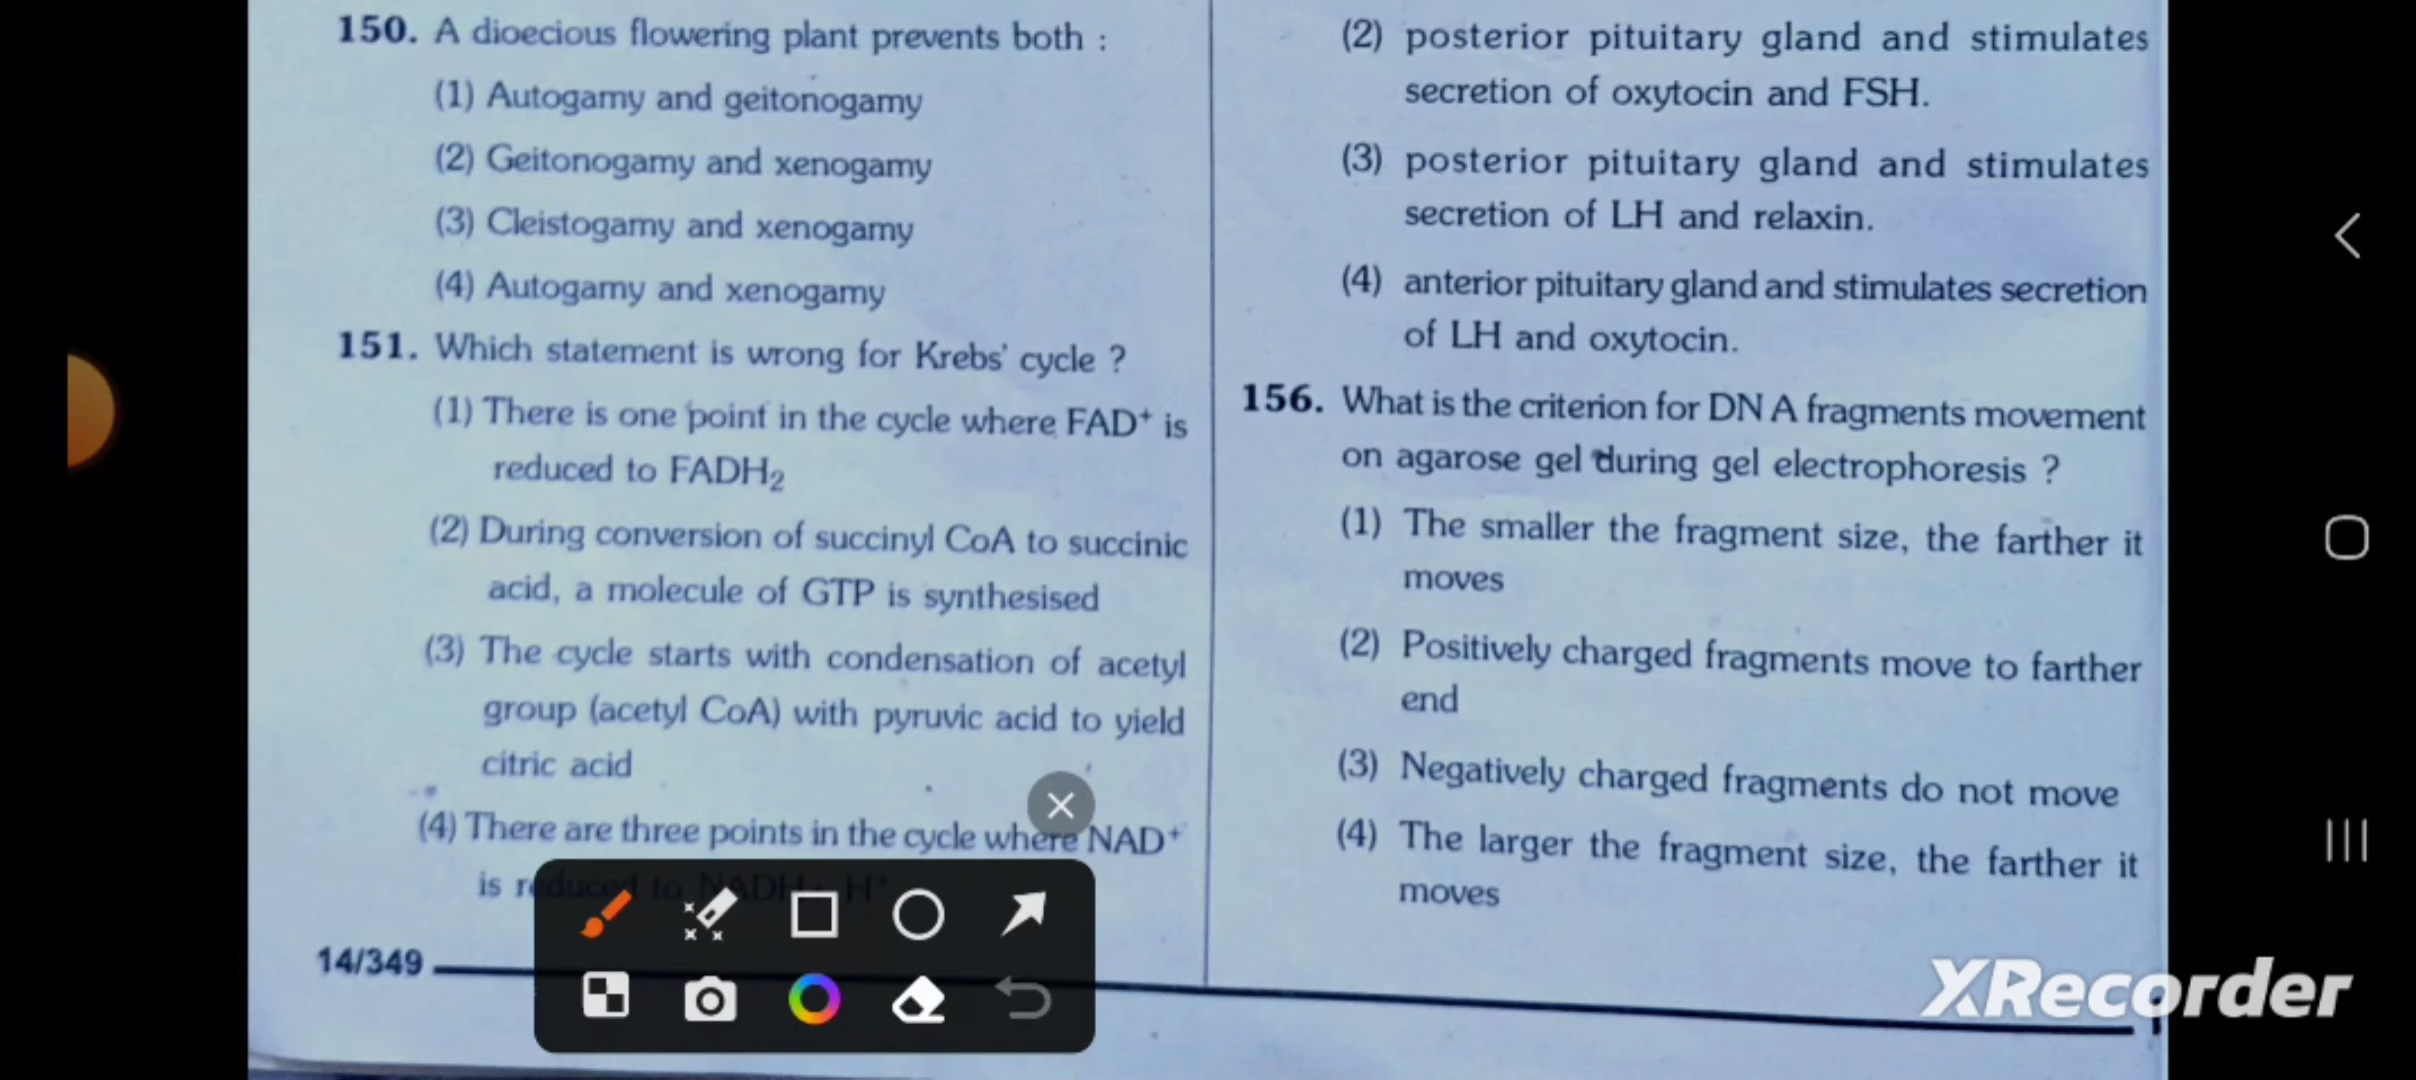 150. A dioecious flowering plant prevents both :
(1) Autogamy and geitonogamy
(2) Geitonogamy and xenogamy
(3) Cleistogamy and xenogamy
(4) Autogamy and xenogamy
151. Which statement is wrong for Krebs' cycle ?
(1) There is one point in the cycle where FAD⁺ is
reduced to FADH₂
(2) During conversion of succinyl CoA to succinic
acid, a molecule of GTP is synthesised
(3) The cycle starts with condensation of acetyl
group (acetyl CoA) with pyruvic acid to yield
citric acid
(4) There are three points in the cycle where NAD⁺
is reduced to NADH + H⁺
14/349
(2) posterior pituitary gland and stimulates
secretion of oxytocin and FSH.
(3) posterior pituitary gland and stimulates
secretion of LH and relaxin.
(4) anterior pituitary gland and stimulates secretion
of LH and oxytocin.
156. What is the criterion for DNA fragments movement
on agarose gel during gel electrophoresis ?
(1) The smaller the fragment size, the farther it
moves
(2) Positively charged fragments move to farther
end
(3) Negatively charged fragments do not move
(4) The larger the fragment size, the farther it
moves
XRecorder